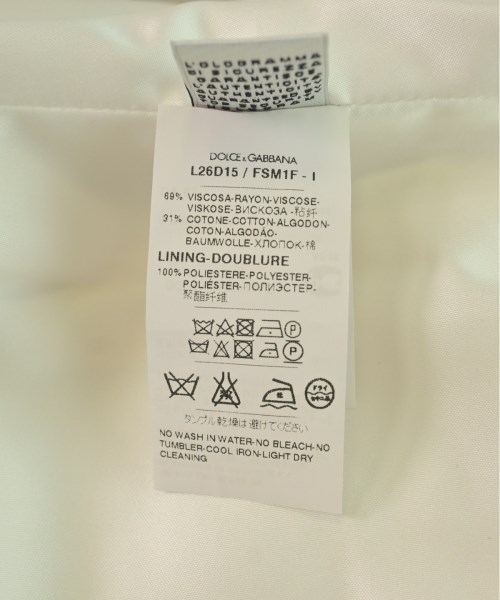 L'OLOGRAMMA
DI SICUREZZA
GARANTISCE
L'AUTENTICITÀ
DOLCE & GABBANA
L26D15 / FSM1F - I
69% VISCOSA-RAYON-VISCOSE-
VISKOSE-ВИСКОЗА -粘纤
31% COTONE-COTTON-ALGODON-
COTON-ALGODÃO-
BAUMWOLLE-ХЛОПОК-棉
LINING-DOUBLURE
100% POLIESTERE-POLYESTER-
POLIÉSTER-ПОЛИЭСТЕР-
聚酯纤维
P
P
ドライ
セキユ系
タンブル乾燥は避けてください
NO WASH IN WATER-NO BLEACH-NO
TUMBLER-COOL IRON-LIGHT DRY
CLEANING